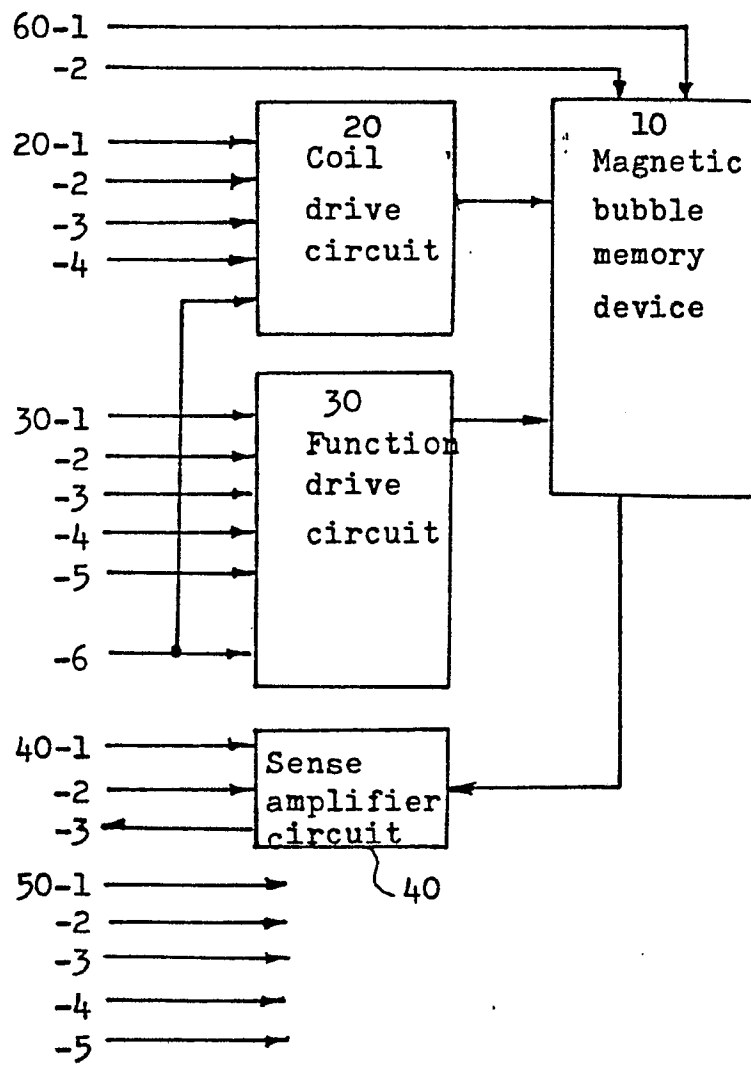 60-1
-2
20-1
-2
-3
-4
20
Coil
drive
circuit
10
Magnetic
bubble
memory
device
30-1
-2
-3
-4
-5
-6
30
Function
drive
circuit
40-1
-2
-3
Sense
amplifier
circuit
40
50-1
-2
-3
-4
-5